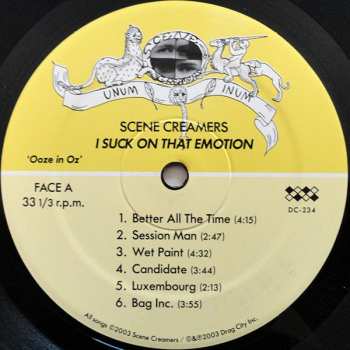 UNUM
INUM
SCENE CREAMERS
I SUCK ON THAT EMOTION
'Ooze in Oz'
FACE A
33 1/3 r.p.m.
DC-234
1. Better All The Time (4:15)
2. Session Man (2:47)
3. Wet Paint (4:32)
4. Candidate (3:44)
5. Luxembourg (2:13)
6. Bag Inc. (3:55)
All songs ©2003 Scene Creamers / ©&℗2003 Drag City Inc.